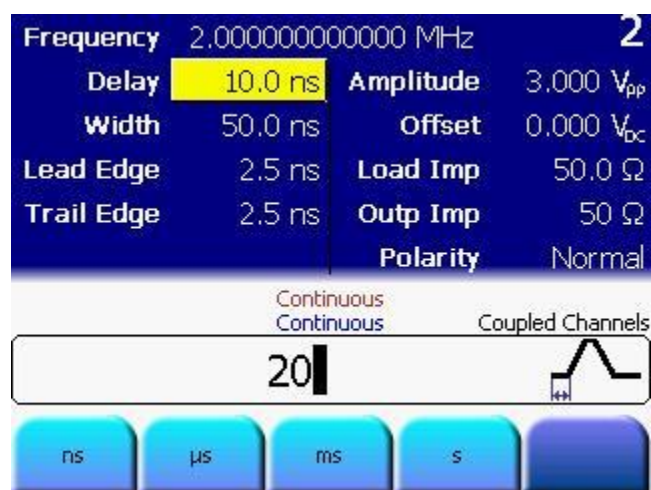 Frequency 2.000000000000 MHz 2
Delay 10.0 ns Amplitude 3.000 Vpp
Width 50.0 ns Offset 0.000 VDC
Lead Edge 2.5 ns Load Imp 50.0 Ω
Trail Edge 2.5 ns Outp Imp 50 Ω
Polarity Normal
Continuous
Continuous Coupled Channels
20
ns µs ms s